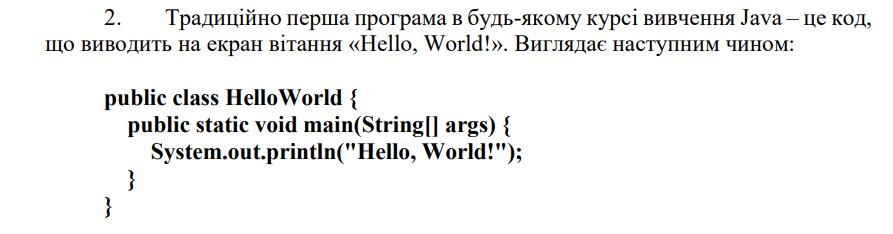 2. Традиційно перша програма в будь-якому курсі вивчення Java – це код,
що виводить на екран вітання «Hello, World!». Виглядає наступним чином:
public class HelloWorld {
public static void main(String[] args) {
System.out.println("Hello, World!");
}
}